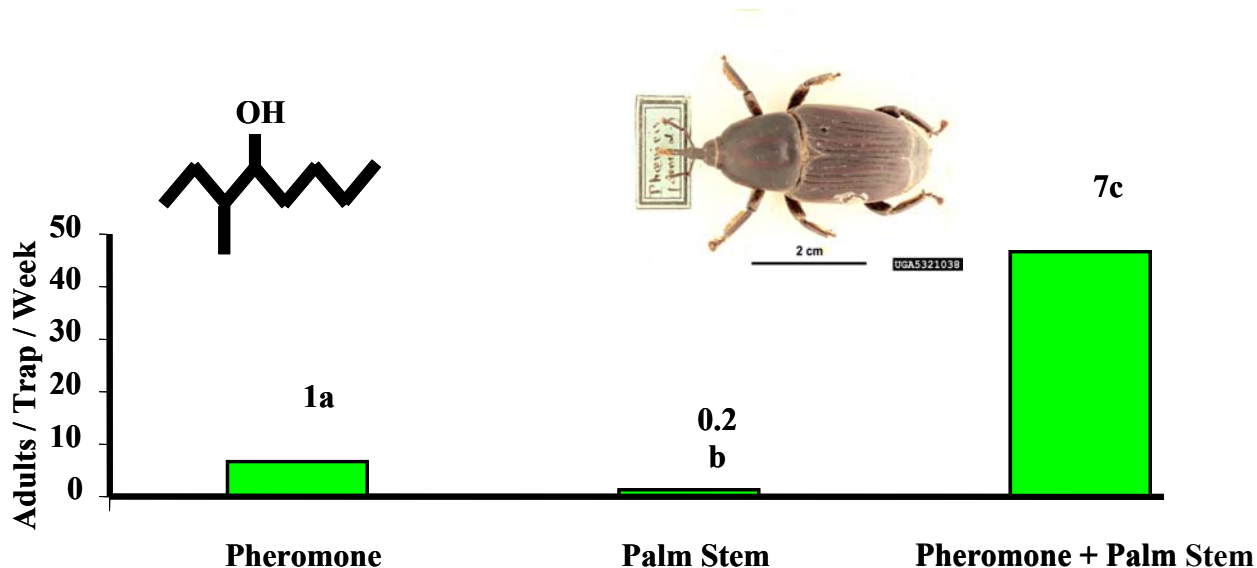 OH
7c
2 cm
UGA5321038
Adults / Trap / Week
50
40
30
20
10
0
1a
0.2
b
Pheromone
Palm Stem
Pheromone + Palm Stem